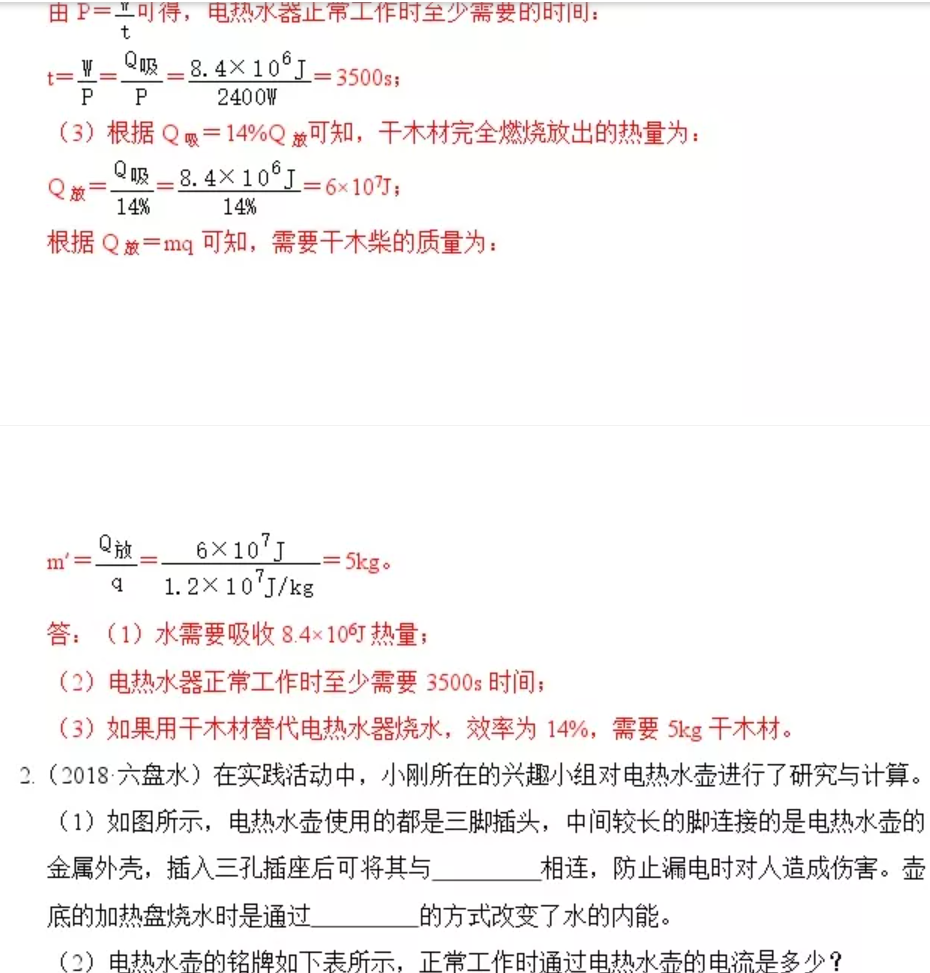 由 P=W/t可得，电热水器正常工作时至少需要的时间：
t=W/P=Q吸/P=8.4×10⁶J/2400W=3500s；
（3）根据 Q吸=14%Q放可知，干木材完全燃烧放出的热量为：
Q放=Q吸/14%=8.4×10⁶J/14%=6×10⁷J；
根据 Q放=mq 可知，需要干木柴的质量为：
m′=Q放/q=6×10⁷J/1.2×10⁷J/kg=5kg。
答：（1）水需要吸收 8.4×10⁶J 热量；
（2）电热水器正常工作时至少需要 3500s 时间；
（3）如果用干木材替代电热水器烧水，效率为 14%，需要 5kg 干木材。
2.（2018·六盘水）在实践活动中，小刚所在的兴趣小组对电热水壶进行了研究与计算。
（1）如图所示，电热水壶使用的都是三脚插头，中间较长的脚连接的是电热水壶的
金属外壳，插入三孔插座后可将其与_________相连，防止漏电时对人造成伤害。壶
底的加热盘烧水时是通过_________的方式改变了水的内能。
（2）电热水壶的铭牌如下表所示，正常工作时通过电热水壶的电流是多少？